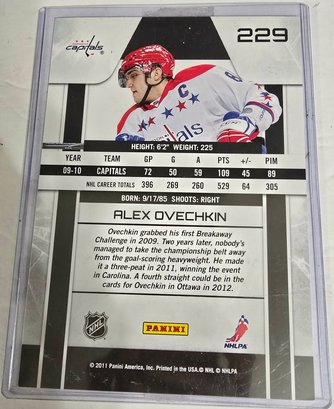 capitals
229
C
HEIGHT: 6'2" WEIGHT: 225
YEAR TEAM GP G A PTS +/- PIM
09-10 CAPITALS 72 50 59 109 45 89
NHL CAREER TOTALS 396 269 260 529 64 305
BORN: 9/17/85 SHOOTS: RIGHT
ALEX OVECHKIN
Ovechkin grabbed his first Breakaway
Challenge in 2009. Two years later, nobody's
managed to take the championship belt away
from the goal-scoring heavyweight. He made
it a three-peat in 2011, winning the event
in Carolina. A fourth straight could be in the
cards for Ovechkin in Ottawa in 2012.
NHL
PANINI
NHLPA
© 2011 Panini America, Inc. Printed in the USA.© NHL © NHLPA